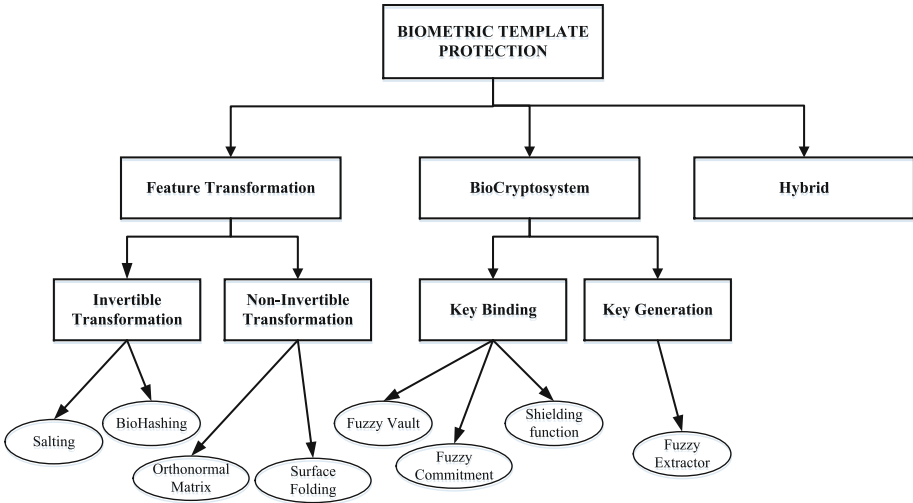 BIOMETRIC TEMPLATE
PROTECTION
Feature Transformation
BioCryptosystem
Hybrid
Invertible
Transformation
Non-Invertible
Transformation
Key Binding
Key Generation
Salting
BioHashing
Orthonormal
Matrix
Surface
Folding
Fuzzy Vault
Fuzzy
Commitment
Shielding
function
Fuzzy
Extractor